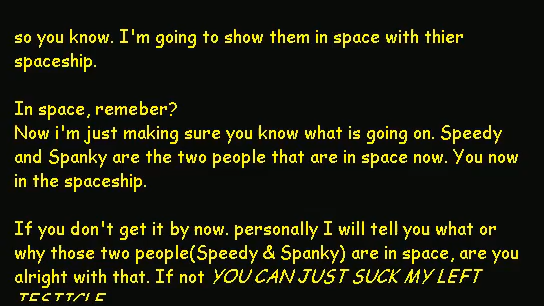 so you know. I'm going to show them in space with thier
spaceship.
In space, remeber?
Now i'm just making sure you know what is going on. Speedy
and Spanky are the two people that are in space now. You now
in the spaceship.
If you don't get it by now. personally I will tell you what or
why those two people(Speedy & Spanky) are in space, are you
alright with that. If not YOU CAN JUST SUCK MY LEFT
TESTICLE